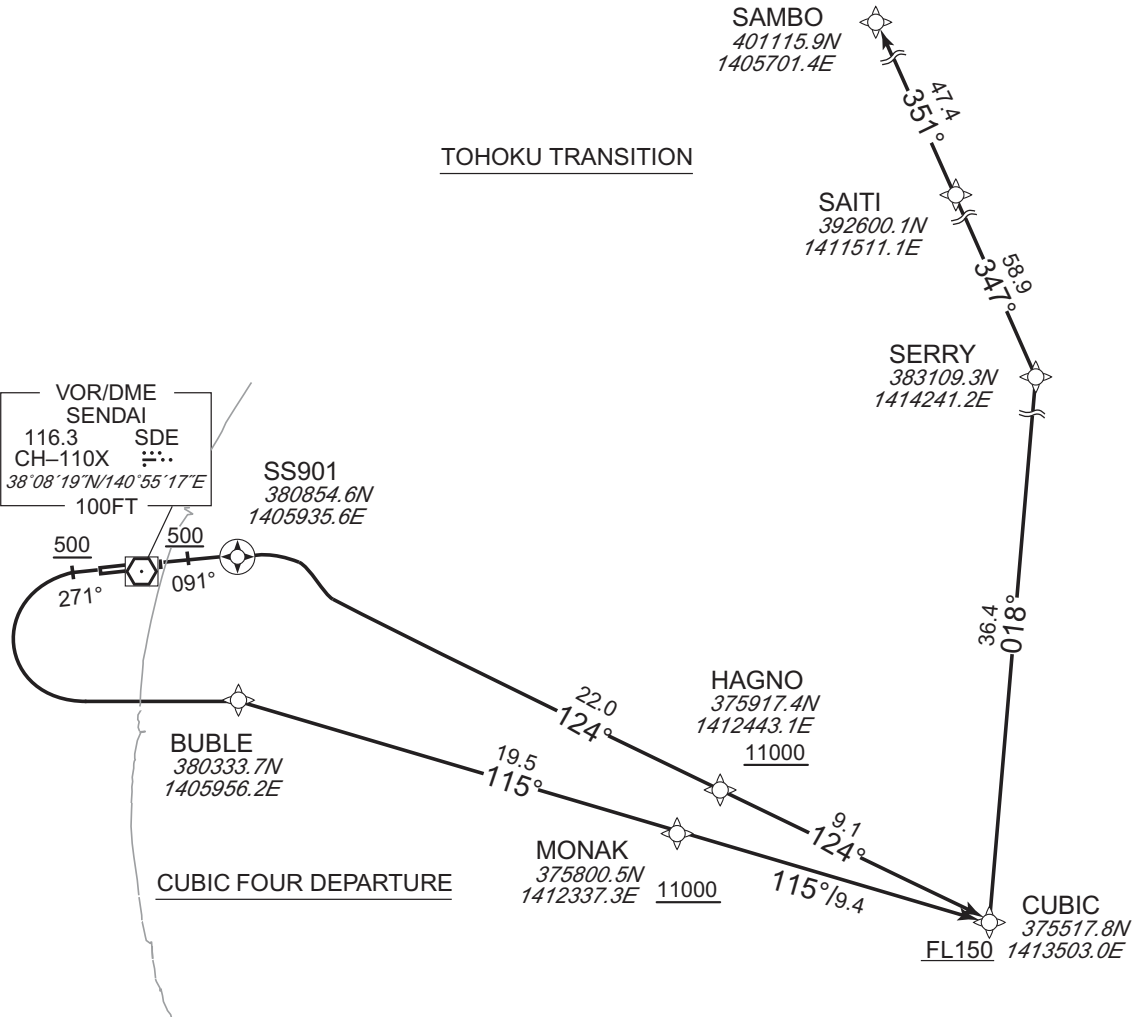 SAMBO
401115.9N
1405701.4E
47.4
351°
TOHOKU TRANSITION
SAITI
392600.1N
1411511.1E
58.9
347°
SERRY
383109.3N
1414241.2E
VOR/DME
SENDAI
116.3 SDE
CH–110X
38°08′19″N/140°55′17″E
100FT
SS901
380854.6N
1405935.6E
500
500
271°
091°
36.4
018°
HAGNO
375917.4N
1412443.1E
11000
22.0
124°
BUBLE
380333.7N
1405956.2E
19.5
115°
9.1
124°
MONAK
375800.5N
1412337.3E
11000
115°/9.4
CUBIC FOUR DEPARTURE
CUBIC
375517.8N
1413503.0E
FL150